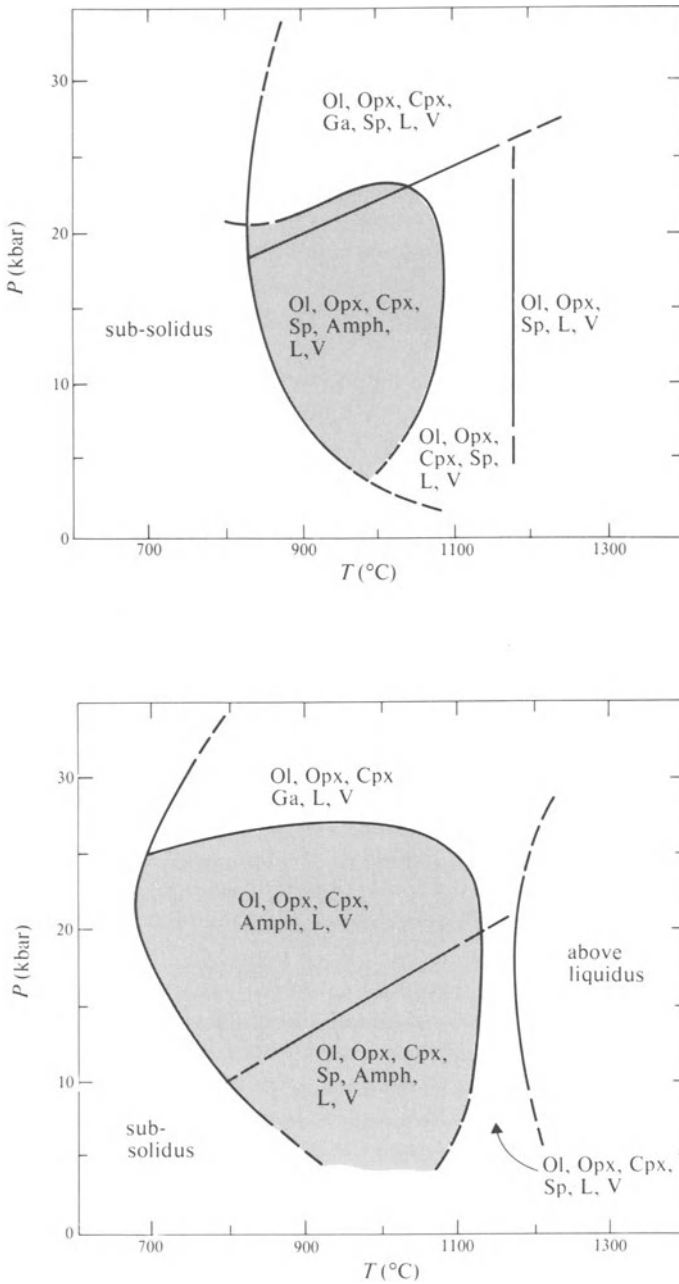 30
20
10
0
P (kbar)
Ol, Opx, Cpx,
Ga, Sp, L, V
Ol, Opx, Cpx,
Sp, Amph,
L, V
sub-solidus
Ol, Opx,
Sp, L, V
Ol, Opx,
Cpx, Sp,
L, V
700
900
1100
1300
T (°C)
30
20
10
0
P (kbar)
Ol, Opx, Cpx
Ga, L, V
Ol, Opx, Cpx,
Amph, L, V
above
liquidus
Ol, Opx, Cpx,
Sp, Amph,
L, V
sub-
solidus
Ol, Opx, Cpx,
Sp, L, V
700
900
1100
1300
T (°C)